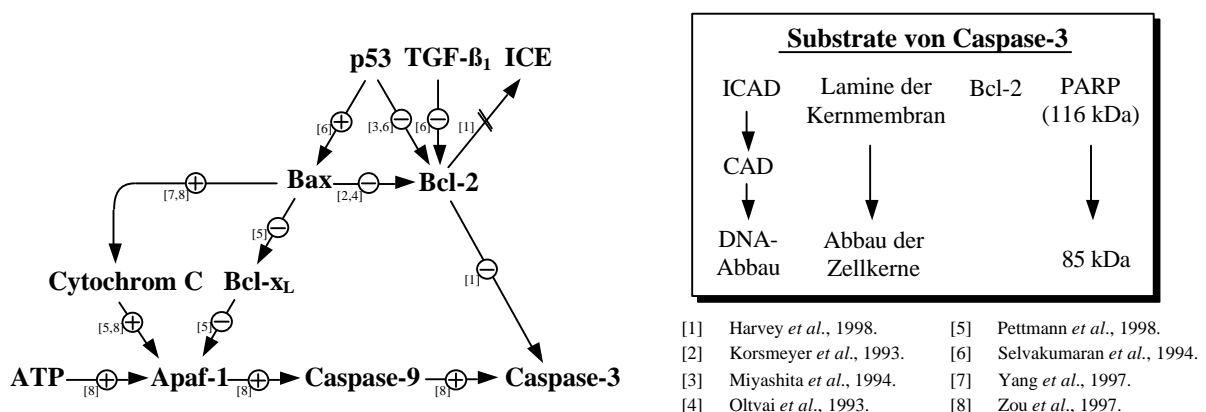 p53 TGF-ß1 ICE
[6] + [3,6] − [6] − [1]
Bax Bcl-2
[7,8] + [2,4] −
[5] −
[1] −
Cytochrom C Bcl-xL
[5,8] + [5] −
ATP Apaf-1 Caspase-9 Caspase-3
[8] + [8] + [8] +
Substrate von Caspase-3
ICAD
CAD
DNA-
Abbau
Lamine der
Kernmembran
Abbau der
Zellkerne
Bcl-2
PARP
(116 kDa)
85 kDa
[1] Harvey et al., 1998.
[2] Korsmeyer et al., 1993.
[3] Miyashita et al., 1994.
[4] Oltvai et al., 1993.
[5] Pettmann et al., 1998.
[6] Selvakumaran et al., 1994.
[7] Yang et al., 1997.
[8] Zou et al., 1997.